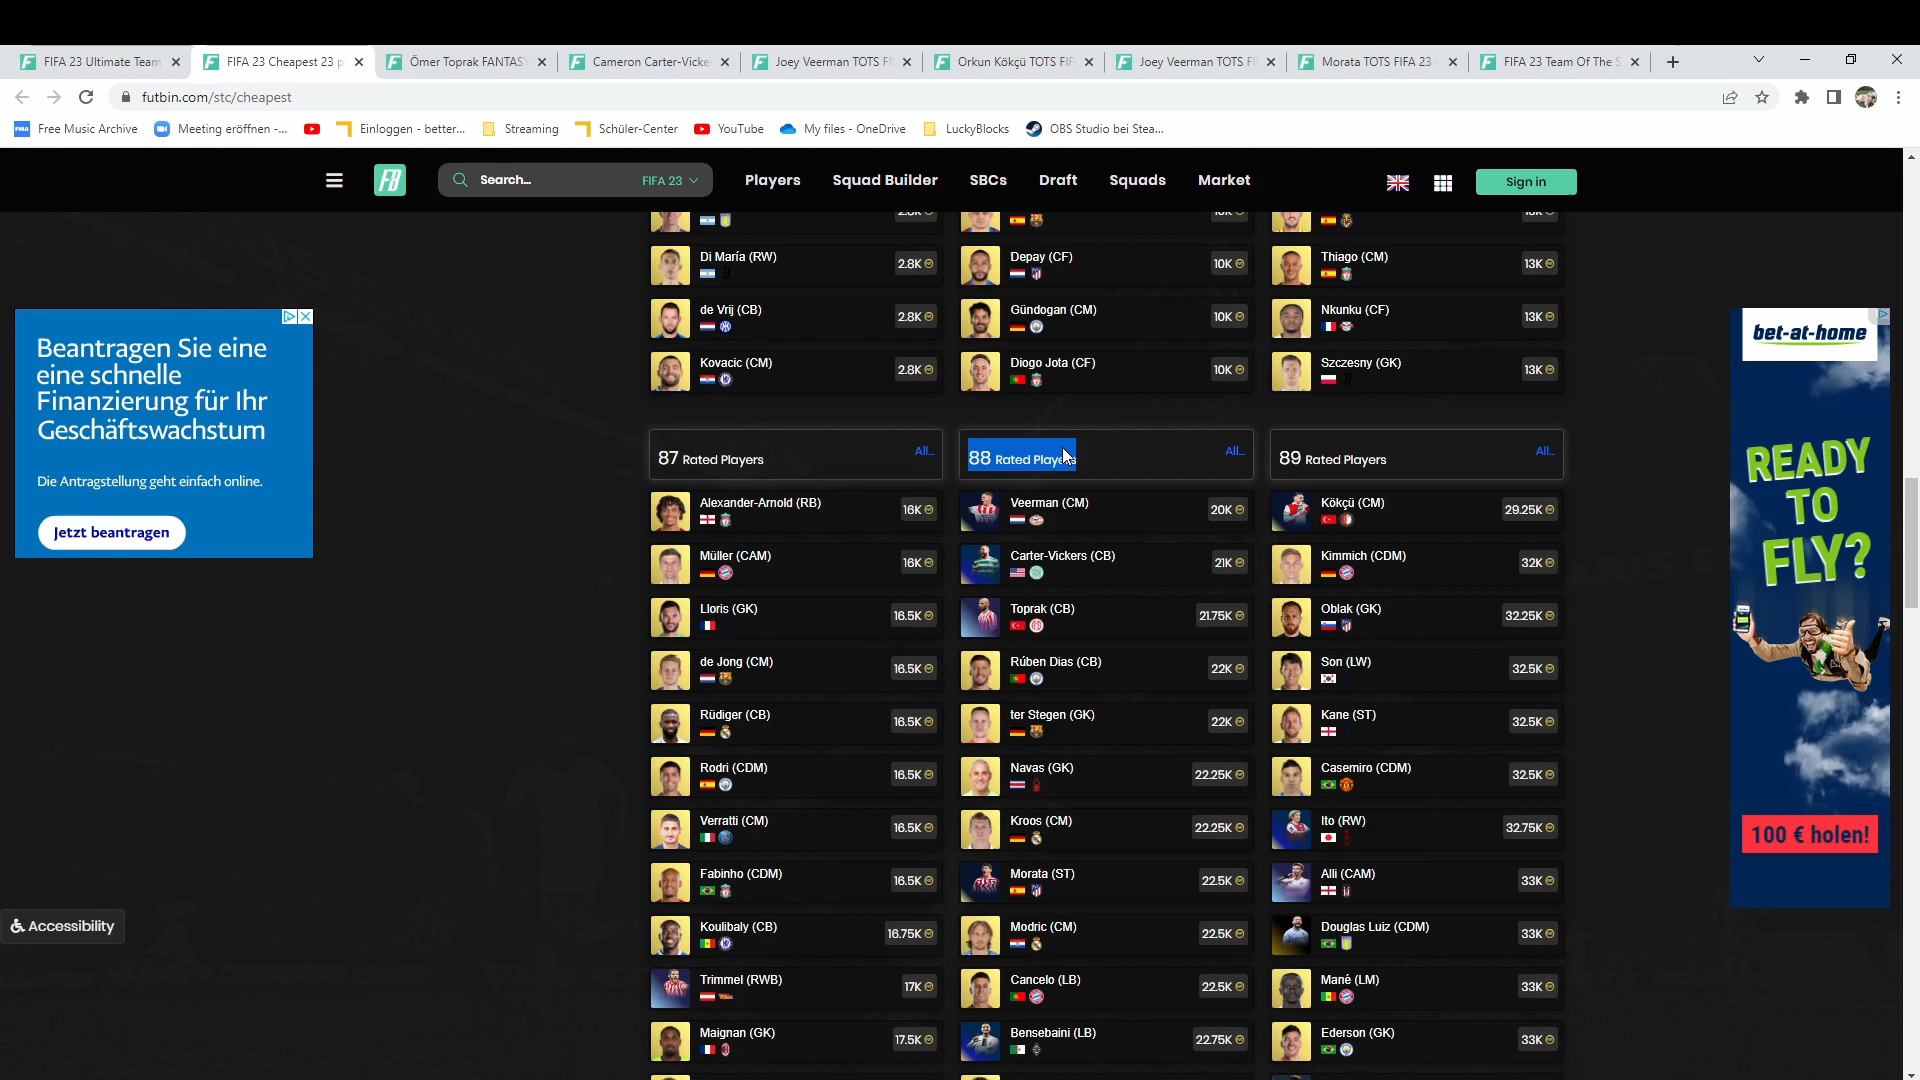 FIFA 23 Ultimate Team
FIFA 23 Cheapest 23 p
Ömer Toprak FANTAS
Cameron Carter-Vicke
Joey Veerman TOTS FI
Orkun Kökçü TOTS FIF
Joey Veerman TOTS FI
Morata TOTS FIFA 23 -
FIFA 23 Team Of The S
futbin.com/stc/cheapest
FMA Free Music Archive
Meeting eröffnen -...
Einloggen - better...
Streaming
Schüler-Center
YouTube
My files - OneDrive
LuckyBlocks
OBS Studio bei Stea...
FB
Search...
FIFA 23
Players
Squad Builder
SBCs
Draft
Squads
Market
Sign in
Di María (RW)
2.8K
de Vrij (CB)
2.8K
Kovacic (CM)
2.8K
Depay (CF)
10K
Gündogan (CM)
10K
Diogo Jota (CF)
10K
Thiago (CM)
13K
Nkunku (CF)
13K
Szczesny (GK)
13K
87 Rated Players
All...
Alexander-Arnold (RB)
16K
Müller (CAM)
16K
Lloris (GK)
16.5K
de Jong (CM)
16.5K
Rüdiger (CB)
16.5K
Rodri (CDM)
16.5K
Verratti (CM)
16.5K
Fabinho (CDM)
16.5K
Koulibaly (CB)
16.75K
Trimmel (RWB)
17K
Maignan (GK)
17.5K
88 Rated Players
All...
Veerman (CM)
20K
Carter-Vickers (CB)
21K
Toprak (CB)
21.75K
Rúben Dias (CB)
22K
ter Stegen (GK)
22K
Navas (GK)
22.25K
Kroos (CM)
22.25K
Morata (ST)
22.5K
Modric (CM)
22.5K
Cancelo (LB)
22.5K
Bensebaini (LB)
22.75K
89 Rated Players
All...
Kökçü (CM)
29.25K
Kimmich (CDM)
32K
Oblak (GK)
32.25K
Son (LW)
32.5K
Kane (ST)
32.5K
Casemiro (CDM)
32.5K
Ito (RW)
32.75K
Alli (CAM)
33K
Douglas Luiz (CDM)
33K
Mané (LM)
33K
Ederson (GK)
33K
Beantragen Sie eine
eine schnelle
Finanzierung für Ihr
Geschäftswachstum
Die Antragstellung geht einfach online.
Jetzt beantragen
Accessibility
bet-at-home
READY
TO
FLY?
100 € holen!